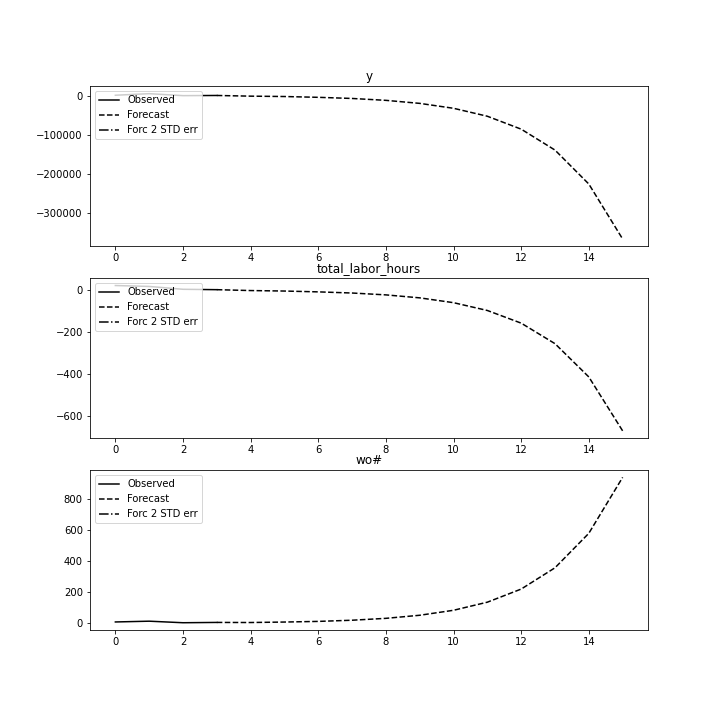 y
0
−100000
−200000
−300000
Observed
Forecast
Forc 2 STD err
0 2 4 6 8 10 12 14
total_labor_hours
0
−200
−400
−600
Observed
Forecast
Forc 2 STD err
0 2 4 6 8 10 12 14
wo#
800
600
400
200
0
Observed
Forecast
Forc 2 STD err
0 2 4 6 8 10 12 14